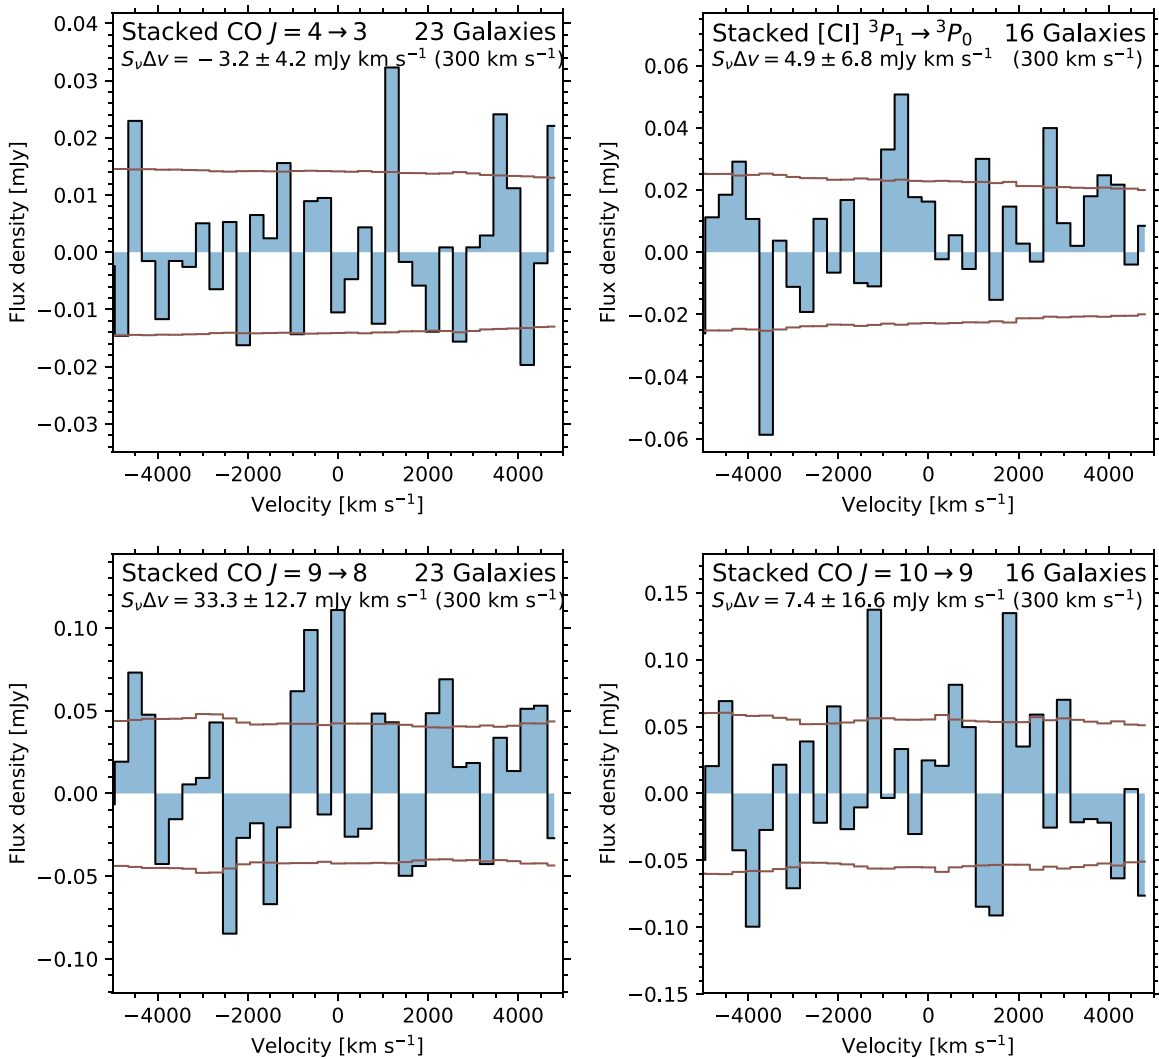 Stacked CO J = 4 → 3 23 Galaxies
SνΔv = − 3.2 ± 4.2 mJy km s⁻¹ (300 km s⁻¹)
Flux density [mJy]
0.04
0.03
0.02
0.01
0.00
−0.01
−0.02
−0.03
−4000 −2000 0 2000 4000
Velocity [km s⁻¹]
Stacked [CI] ³P₁ → ³P₀ 16 Galaxies
SνΔv = 4.9 ± 6.8 mJy km s⁻¹ (300 km s⁻¹)
Flux density [mJy]
0.06
0.04
0.02
0.00
−0.02
−0.04
−0.06
−4000 −2000 0 2000 4000
Velocity [km s⁻¹]
Stacked CO J = 9 → 8 23 Galaxies
SνΔv = 33.3 ± 12.7 mJy km s⁻¹ (300 km s⁻¹)
Flux density [mJy]
0.10
0.05
0.00
−0.05
−0.10
−4000 −2000 0 2000 4000
Velocity [km s⁻¹]
Stacked CO J = 10 → 9 16 Galaxies
SνΔv = 7.4 ± 16.6 mJy km s⁻¹ (300 km s⁻¹)
Flux density [mJy]
0.15
0.10
0.05
0.00
−0.05
−0.10
−0.15
−4000 −2000 0 2000 4000
Velocity [km s⁻¹]